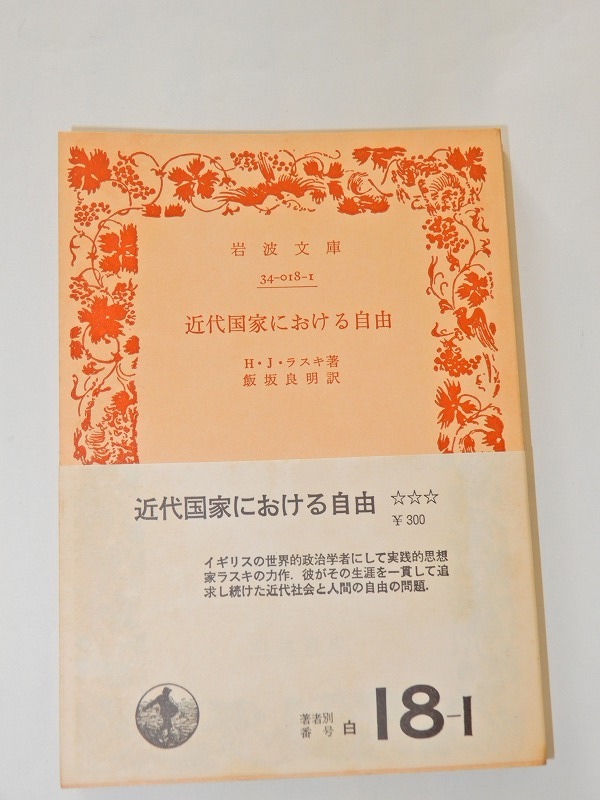 岩波文庫
34-018-1
近代国家における自由
H・J・ラスキ著
飯坂良明訳
近代国家における自由 ☆☆☆
¥300
イギリスの世界的政治学者にして実践的思想
家ラスキの力作．彼がその生涯を一貫して追
求し続けた近代社会と人間の自由の問題．
著者別
番号 白 18-1